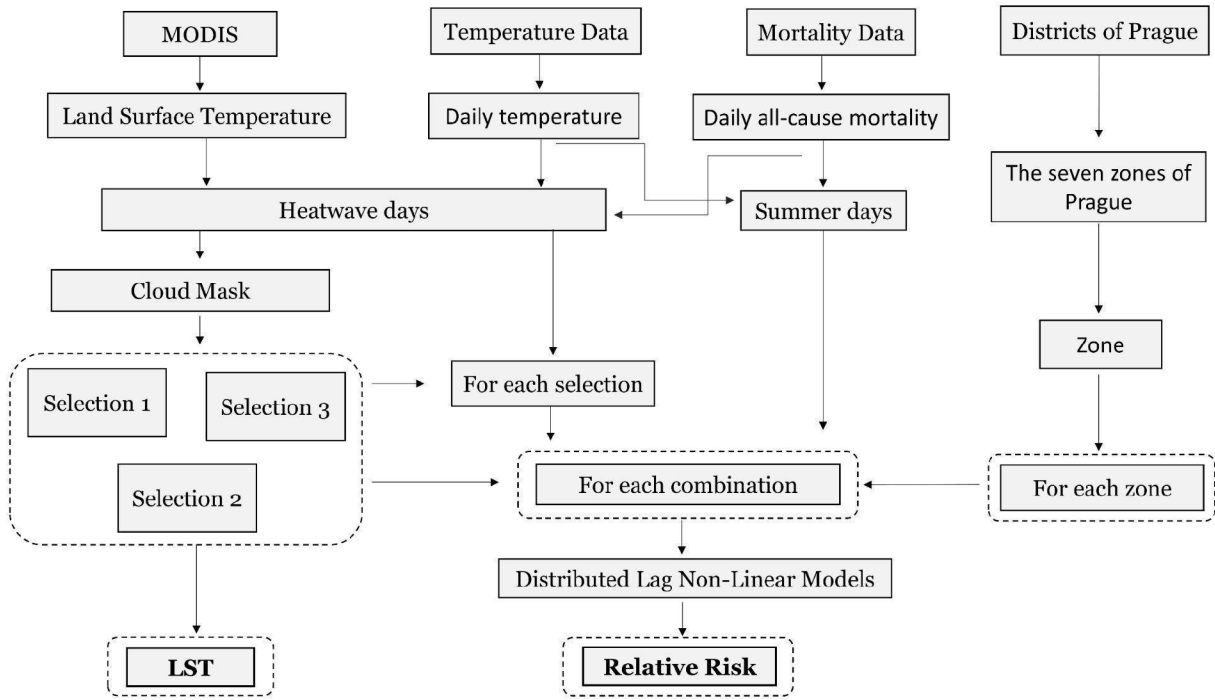 MODIS
Temperature Data
Mortality Data
Districts of Prague
Land Surface Temperature
Daily temperature
Daily all-cause mortality
The seven zones of
Prague
Heatwave days
Summer days
Cloud Mask
Zone
Selection 1
Selection 3
For each selection
Selection 2
For each combination
For each zone
Distributed Lag Non-Linear Models
LST
Relative Risk